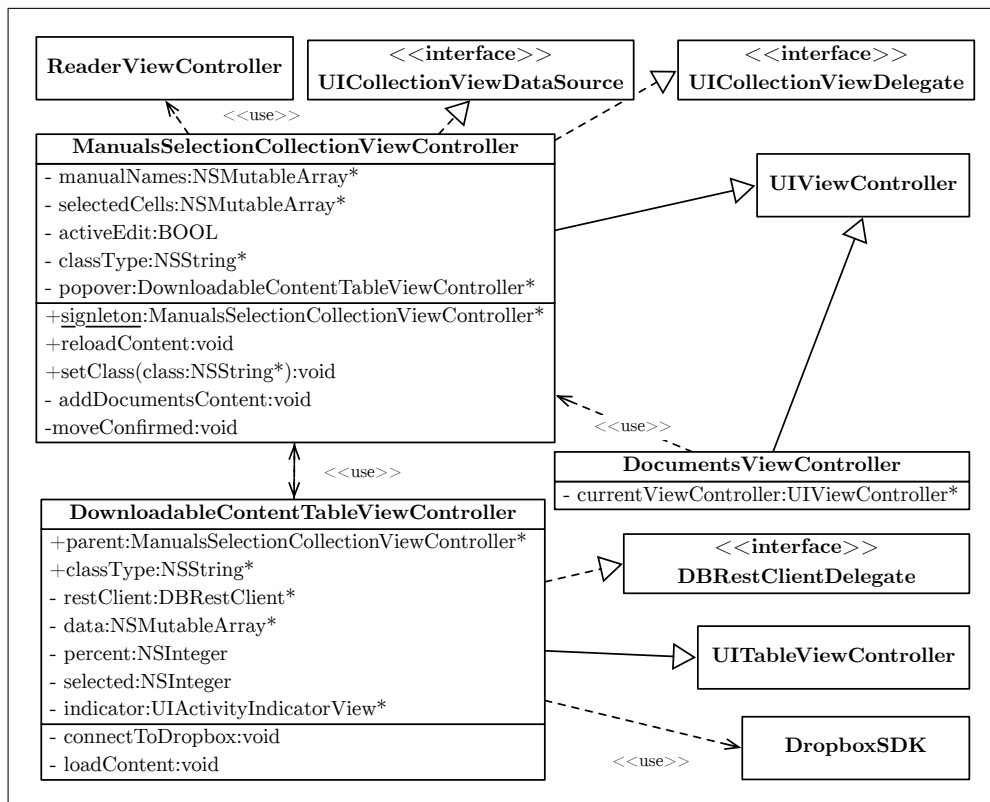 ReaderViewController
<<interface>>
UICollectionViewDataSource
<<interface>>
UICollectionViewDelegate
<<use>>
ManualsSelectionCollectionViewController
- manualNames:NSMutableArray*
- selectedCells:NSMutableArray*
- activeEdit:BOOL
- classType:NSString*
- popover:DownloadableContentTableViewController*
+signleton:ManualsSelectionCollectionViewController*
+reloadContent:void
+setClass(class:NSString*):void
- addDocumentsContent:void
-moveConfirmed:void
UIViewController
<<use>>
<<use>>
DocumentsViewController
- currentViewController:UIViewController*
DownloadableContentTableViewController
+parent:ManualsSelectionCollectionViewController*
+classType:NSString*
- restClient:DBRestClient*
- data:NSMutableArray*
- percent:NSInteger
- selected:NSInteger
- indicator:UIActivityIndicatorView*
- connectToDropbox:void
- loadContent:void
<<interface>>
DBRestClientDelegate
UITableViewController
<<use>>
DropboxSDK